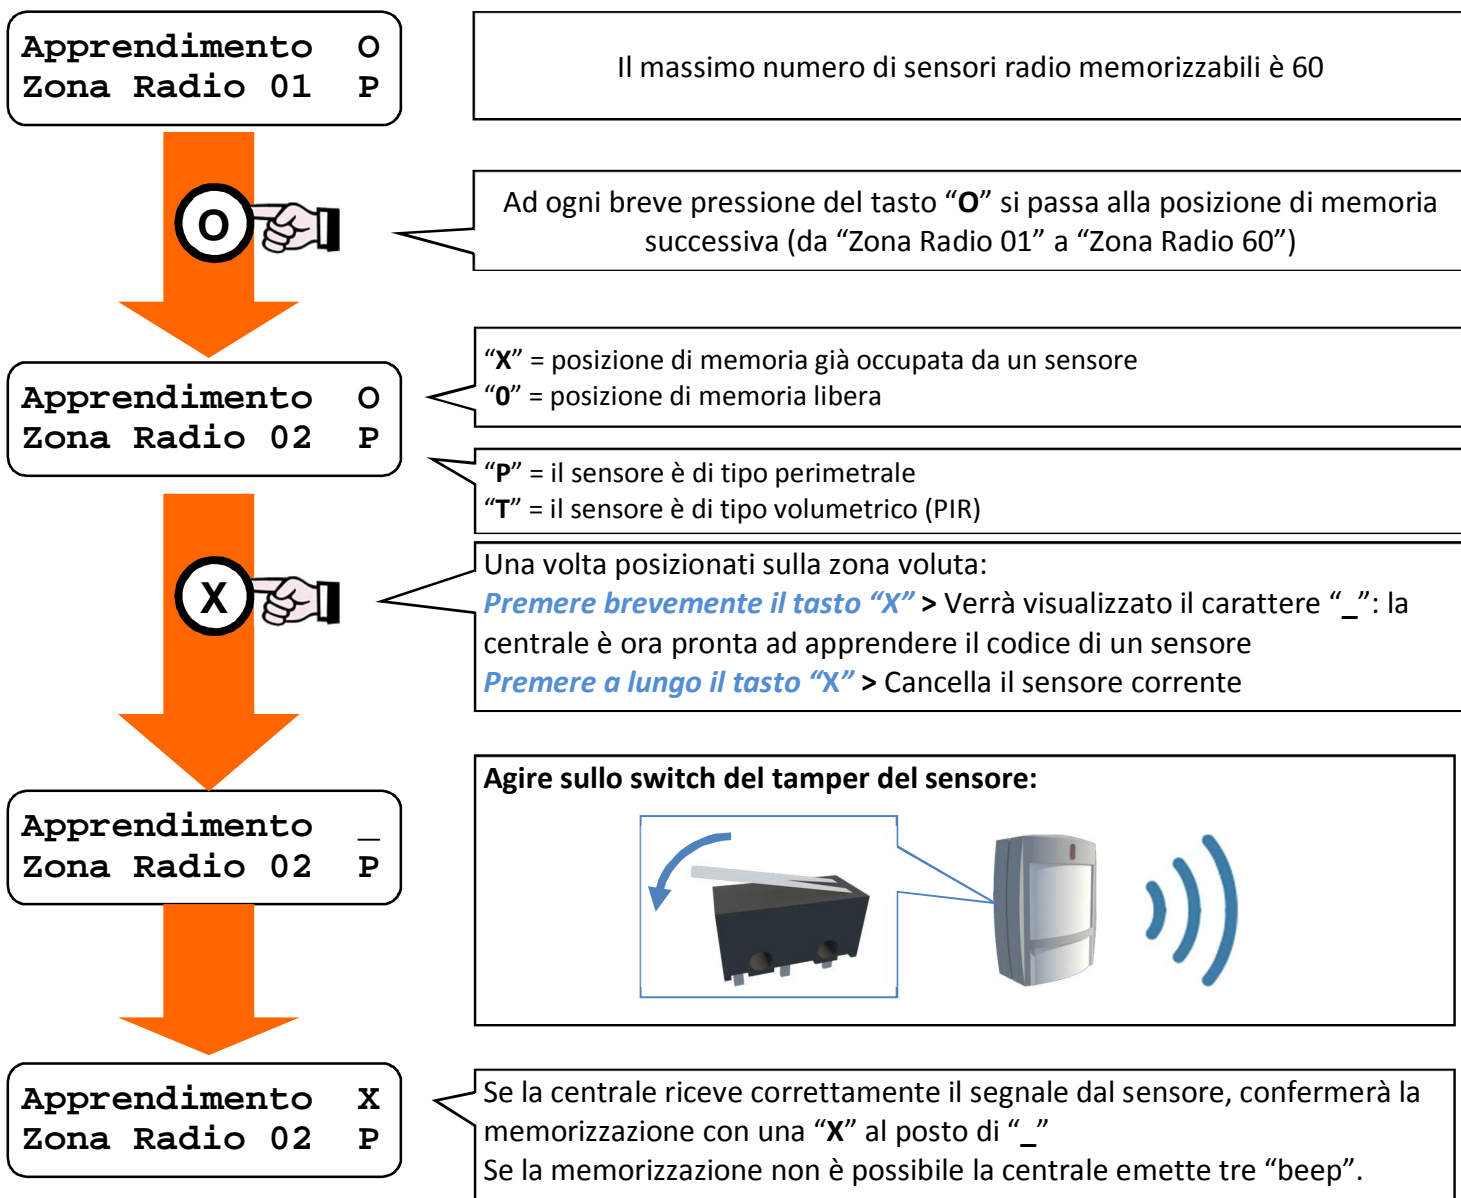 Apprendimento O
Zona Radio 01 P
Il massimo numero di sensori radio memorizzabili è 60
O
Ad ogni breve pressione del tasto “O” si passa alla posizione di memoria
successiva (da “Zona Radio 01” a “Zona Radio 60”)
Apprendimento O
Zona Radio 02 P
“X” = posizione di memoria già occupata da un sensore
“0” = posizione di memoria libera
“P” = il sensore è di tipo perimetrale
“T” = il sensore è di tipo volumetrico (PIR)
X
Una volta posizionati sulla zona voluta:
Premere brevemente il tasto “X” > Verrà visualizzato il carattere “_”: la
centrale è ora pronta ad apprendere il codice di un sensore
Premere a lungo il tasto “X” > Cancella il sensore corrente
Apprendimento _
Zona Radio 02 P
Agire sullo switch del tamper del sensore:
Apprendimento X
Zona Radio 02 P
Se la centrale riceve correttamente il segnale dal sensore, confermerà la
memorizzazione con una “X” al posto di “_”
Se la memorizzazione non è possibile la centrale emette tre “beep”.